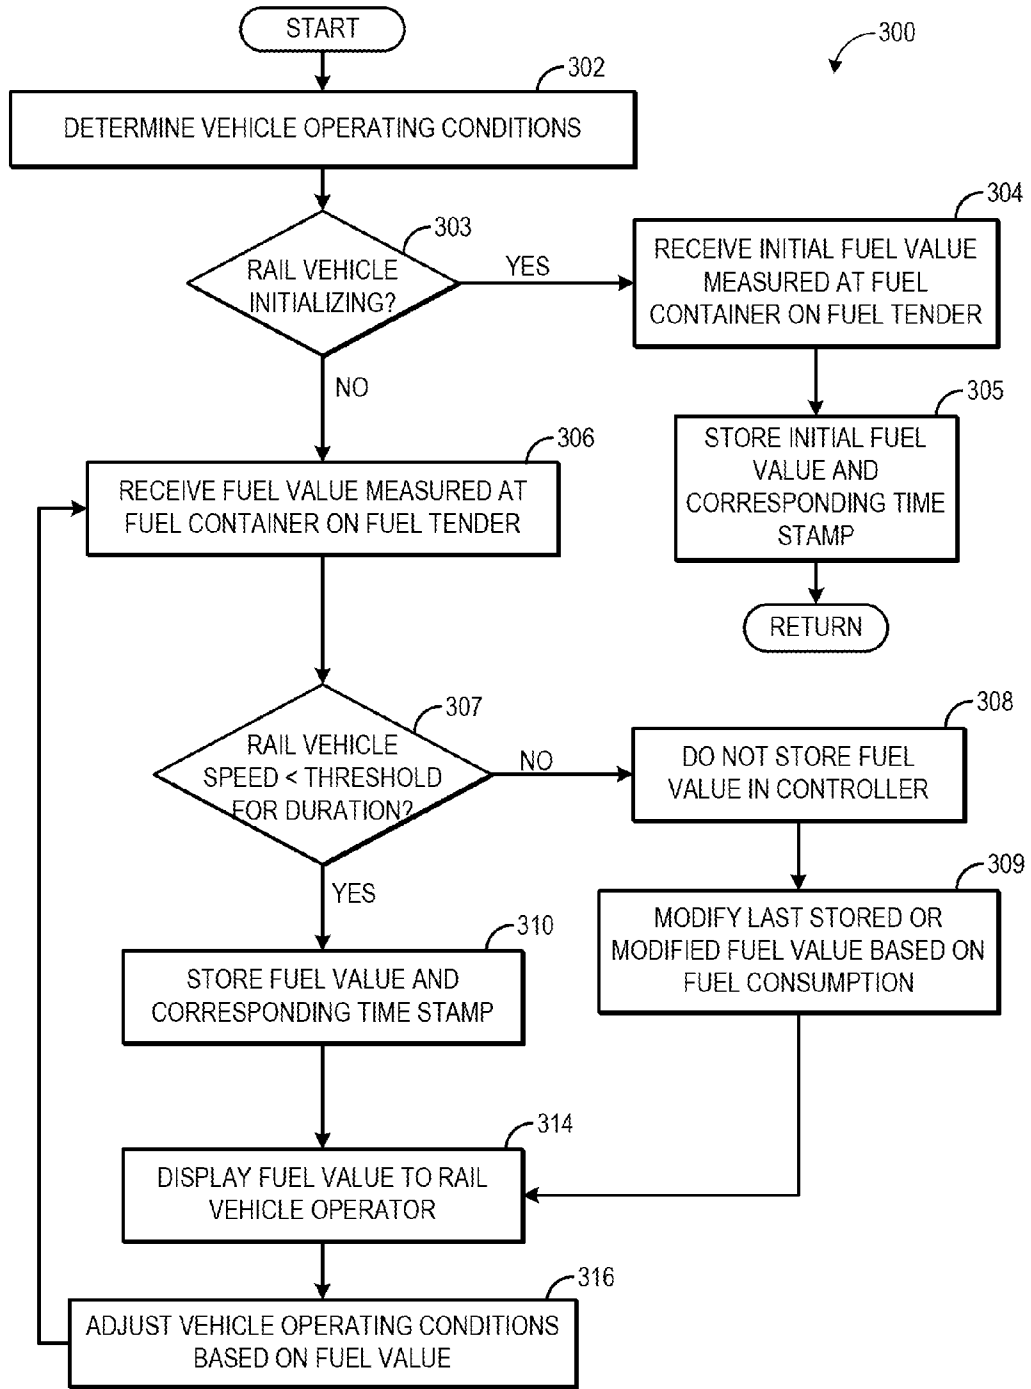 START
300
302
DETERMINE VEHICLE OPERATING CONDITIONS
303
RAIL VEHICLE
INITIALIZING?
YES
304
RECEIVE INITIAL FUEL VALUE
MEASURED AT FUEL
CONTAINER ON FUEL TENDER
NO
305
STORE INITIAL FUEL
VALUE AND
CORRESPONDING TIME
STAMP
306
RECEIVE FUEL VALUE MEASURED AT
FUEL CONTAINER ON FUEL TENDER
RETURN
307
RAIL VEHICLE
SPEED < THRESHOLD
FOR DURATION?
NO
308
DO NOT STORE FUEL
VALUE IN CONTROLLER
YES
309
MODIFY LAST STORED OR
MODIFIED FUEL VALUE BASED ON
FUEL CONSUMPTION
310
STORE FUEL VALUE AND
CORRESPONDING TIME STAMP
314
DISPLAY FUEL VALUE TO RAIL
VEHICLE OPERATOR
316
ADJUST VEHICLE OPERATING CONDITIONS
BASED ON FUEL VALUE